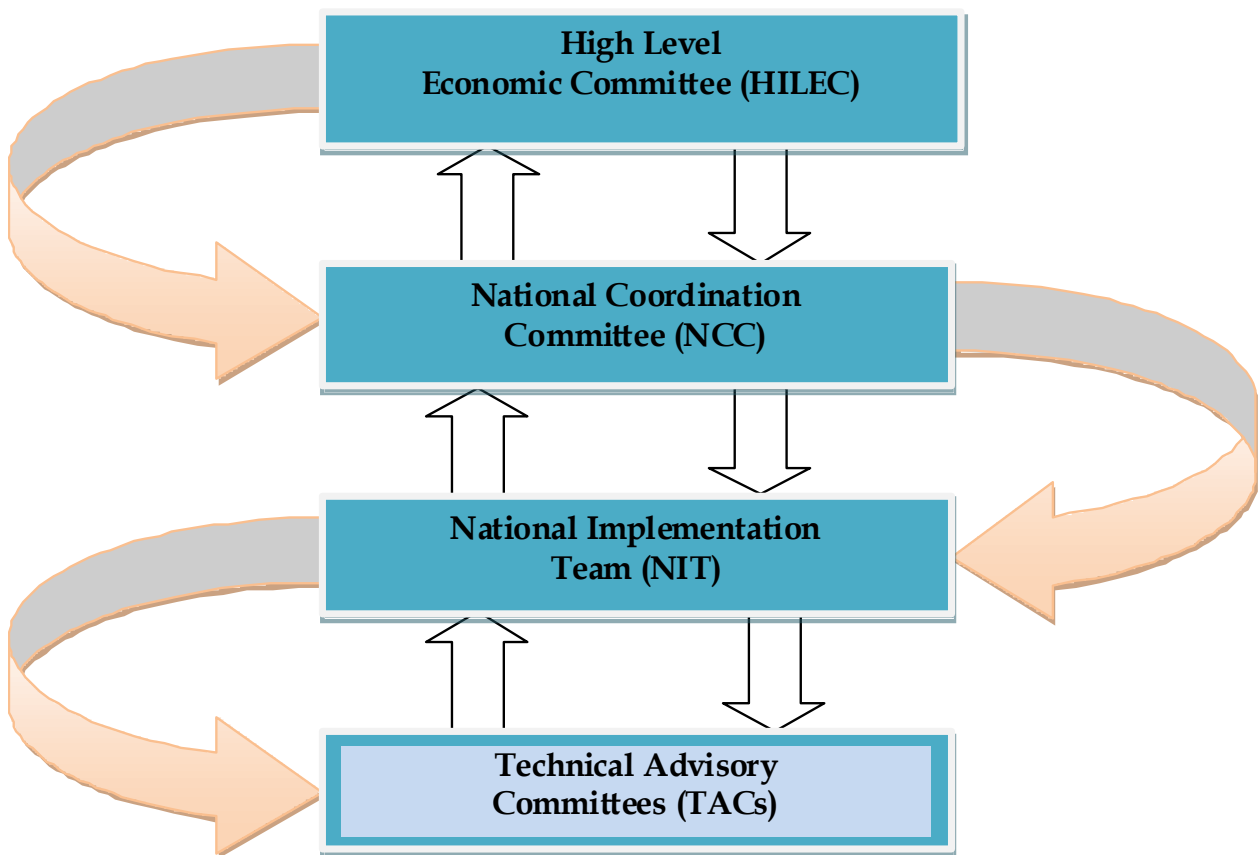 High Level
Economic Committee (HILEC)
National Coordination
Committee (NCC)
National Implementation
Team (NIT)
Technical Advisory
Committees (TACs)